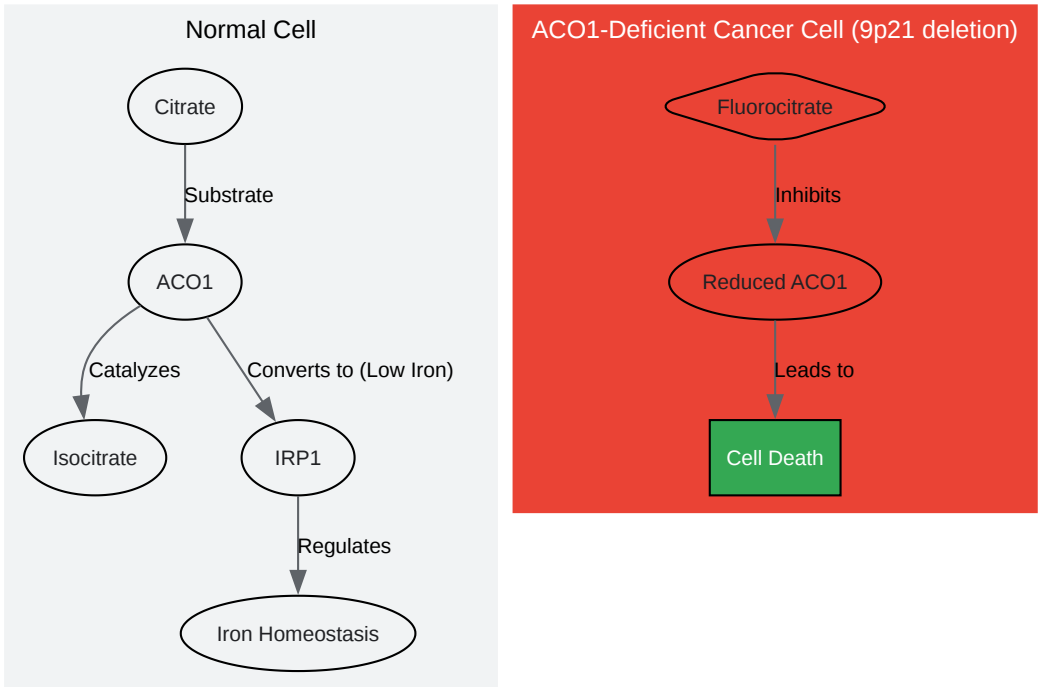 Normal Cell
Citrate
Substrate
ACO1
Catalyzes
Converts to (Low Iron)
Isocitrate
IRP1
Regulates
Iron Homeostasis
ACO1-Deficient Cancer Cell (9p21 deletion)
Fluorocitrate
Inhibits
Reduced ACO1
Leads to
Cell Death